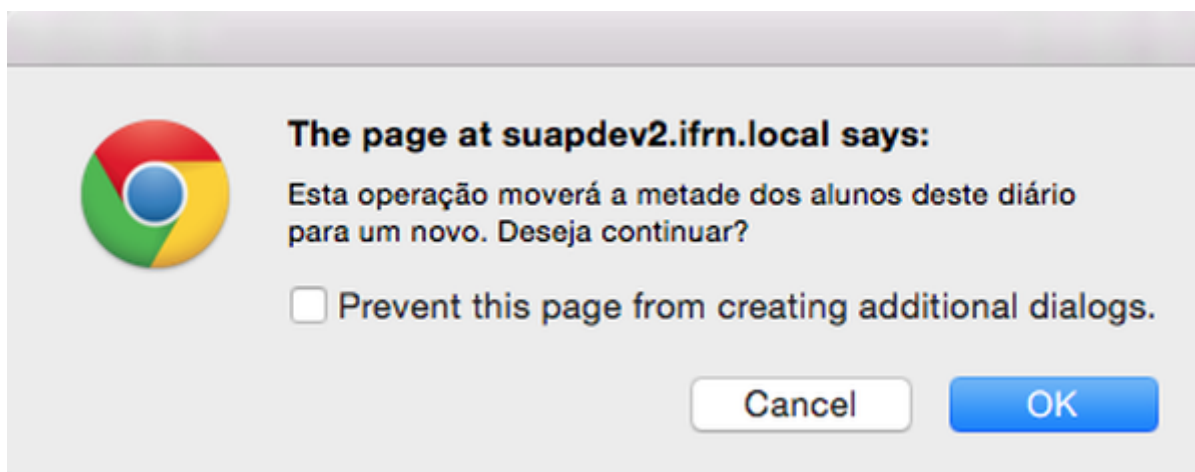 The page at suapdev2.ifrn.local says:
Esta operação moverá a metade dos alunos deste diário
para um novo. Deseja continuar?
Prevent this page from creating additional dialogs.
Cancel OK